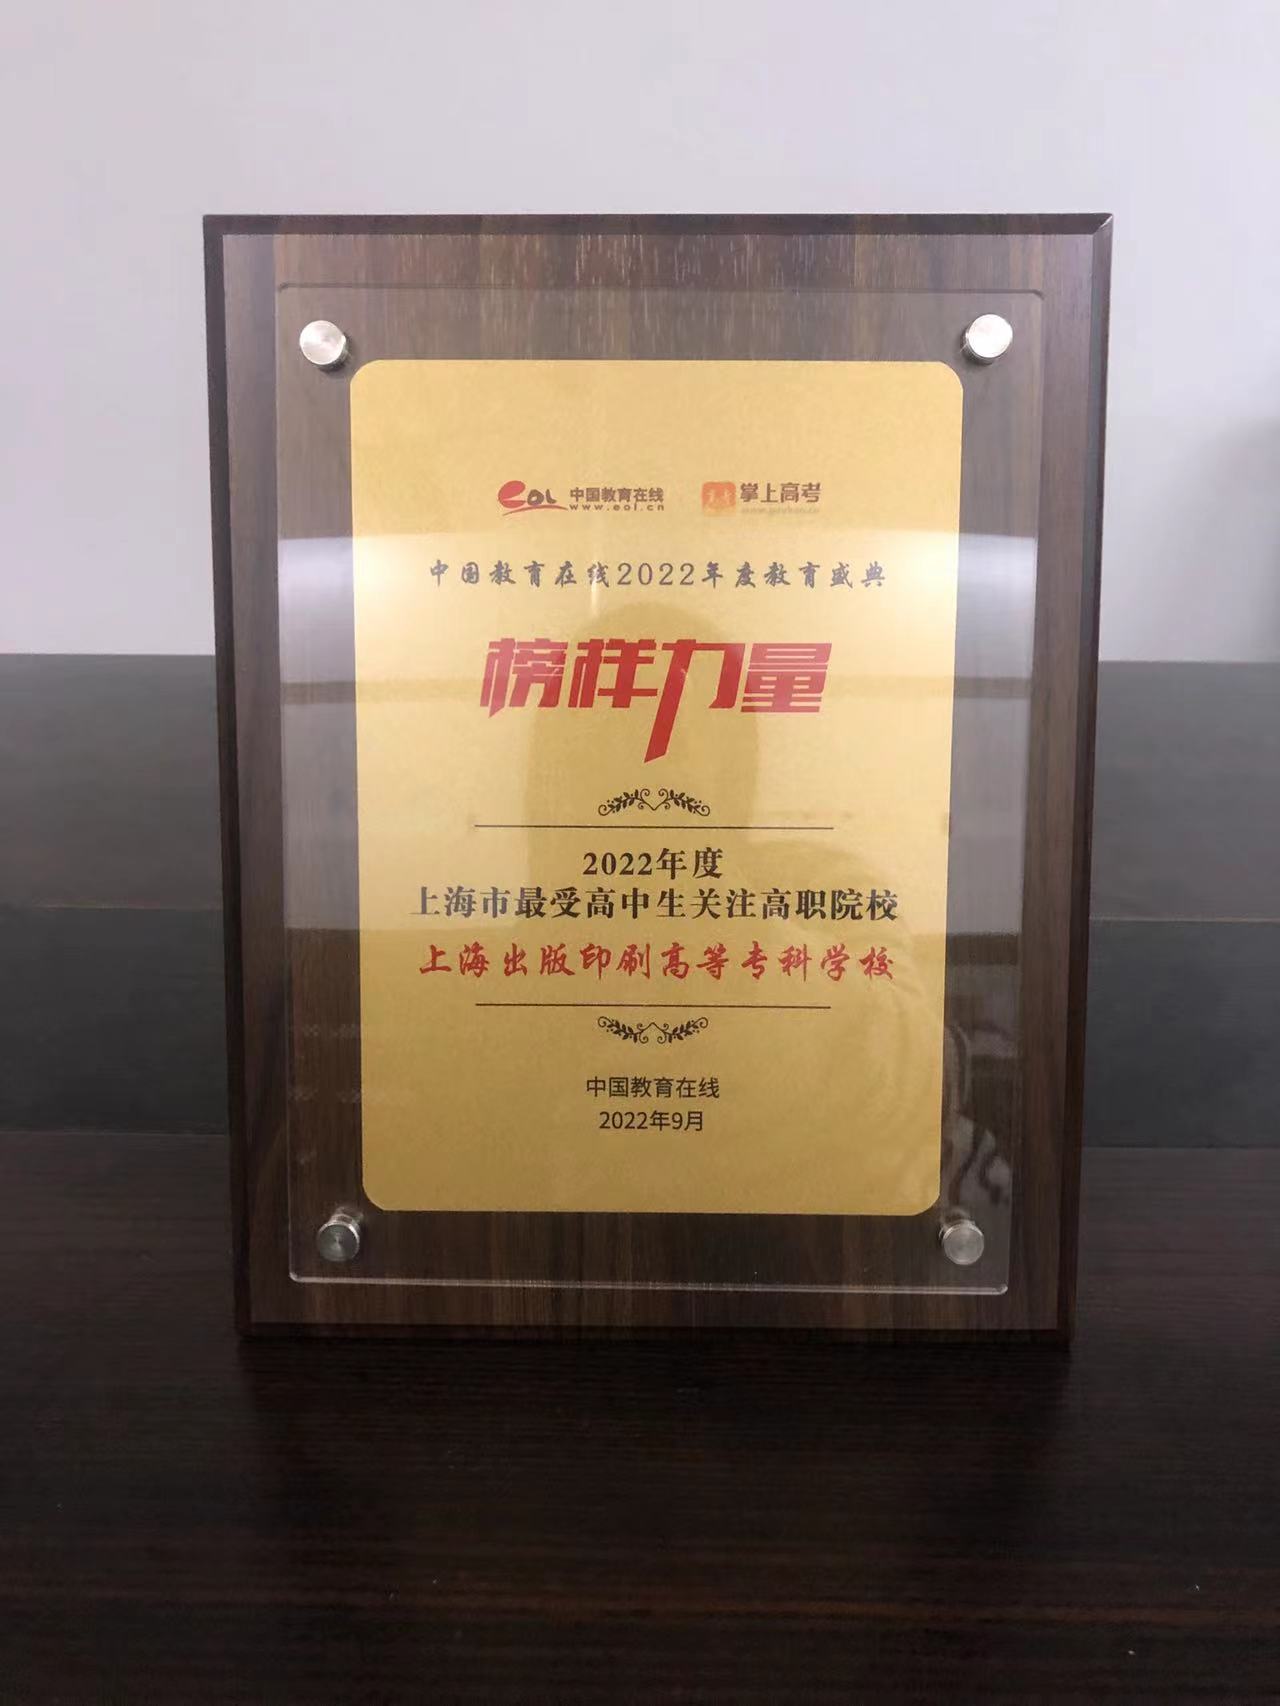 eoL 中国教育在线 掌上高考
www.eol.cn
中国教育在线2022年度教育盛典
榜样力量
2022年度
上海市最受高中生关注高职院校
上海出版印刷高等专科学校
中国教育在线
2022年9月